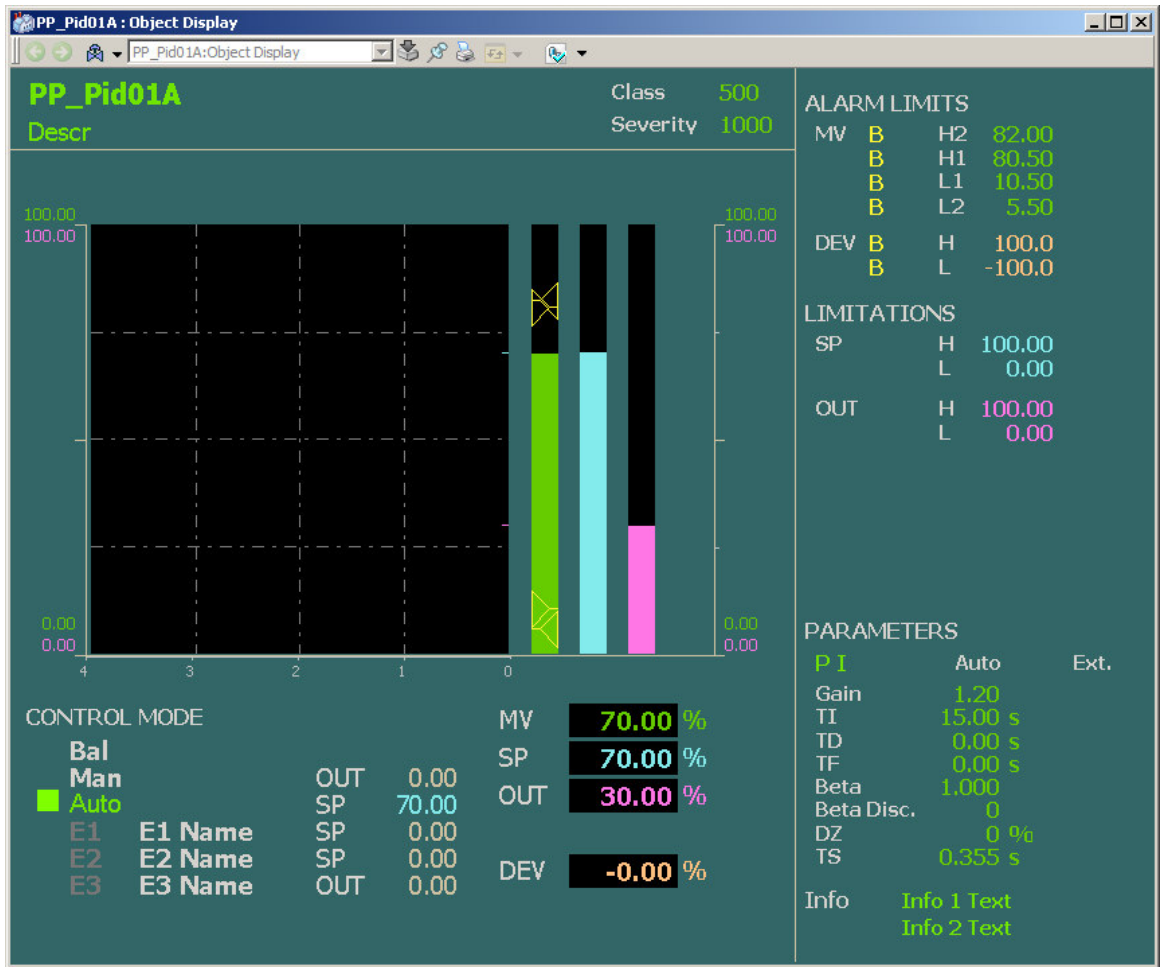 PP_Pid01A : Object Display
PP_Pid01A:Object Display
PP_Pid01A
Descr
Class 500
Severity 1000
100.00
100.00
100.00
100.00
0.00
0.00
0.00
0.00
4 3 2 1 0
CONTROL MODE
Bal
Man OUT 0.00
Auto SP 70.00
E1 E1 Name SP 0.00
E2 E2 Name SP 0.00
E3 E3 Name OUT 0.00
MV 70.00 %
SP 70.00 %
OUT 30.00 %
DEV -0.00 %
ALARM LIMITS
MV B H2 82.00
B H1 80.50
B L1 10.50
B L2 5.50
DEV B H 100.0
B L -100.0
LIMITATIONS
SP H 100.00
L 0.00
OUT H 100.00
L 0.00
PARAMETERS
P I Auto Ext.
Gain 1.20
TI 15.00 s
TD 0.00 s
TF 0.00 s
Beta 1.000
Beta Disc. 0
DZ 0 %
TS 0.355 s
Info Info 1 Text
Info 2 Text